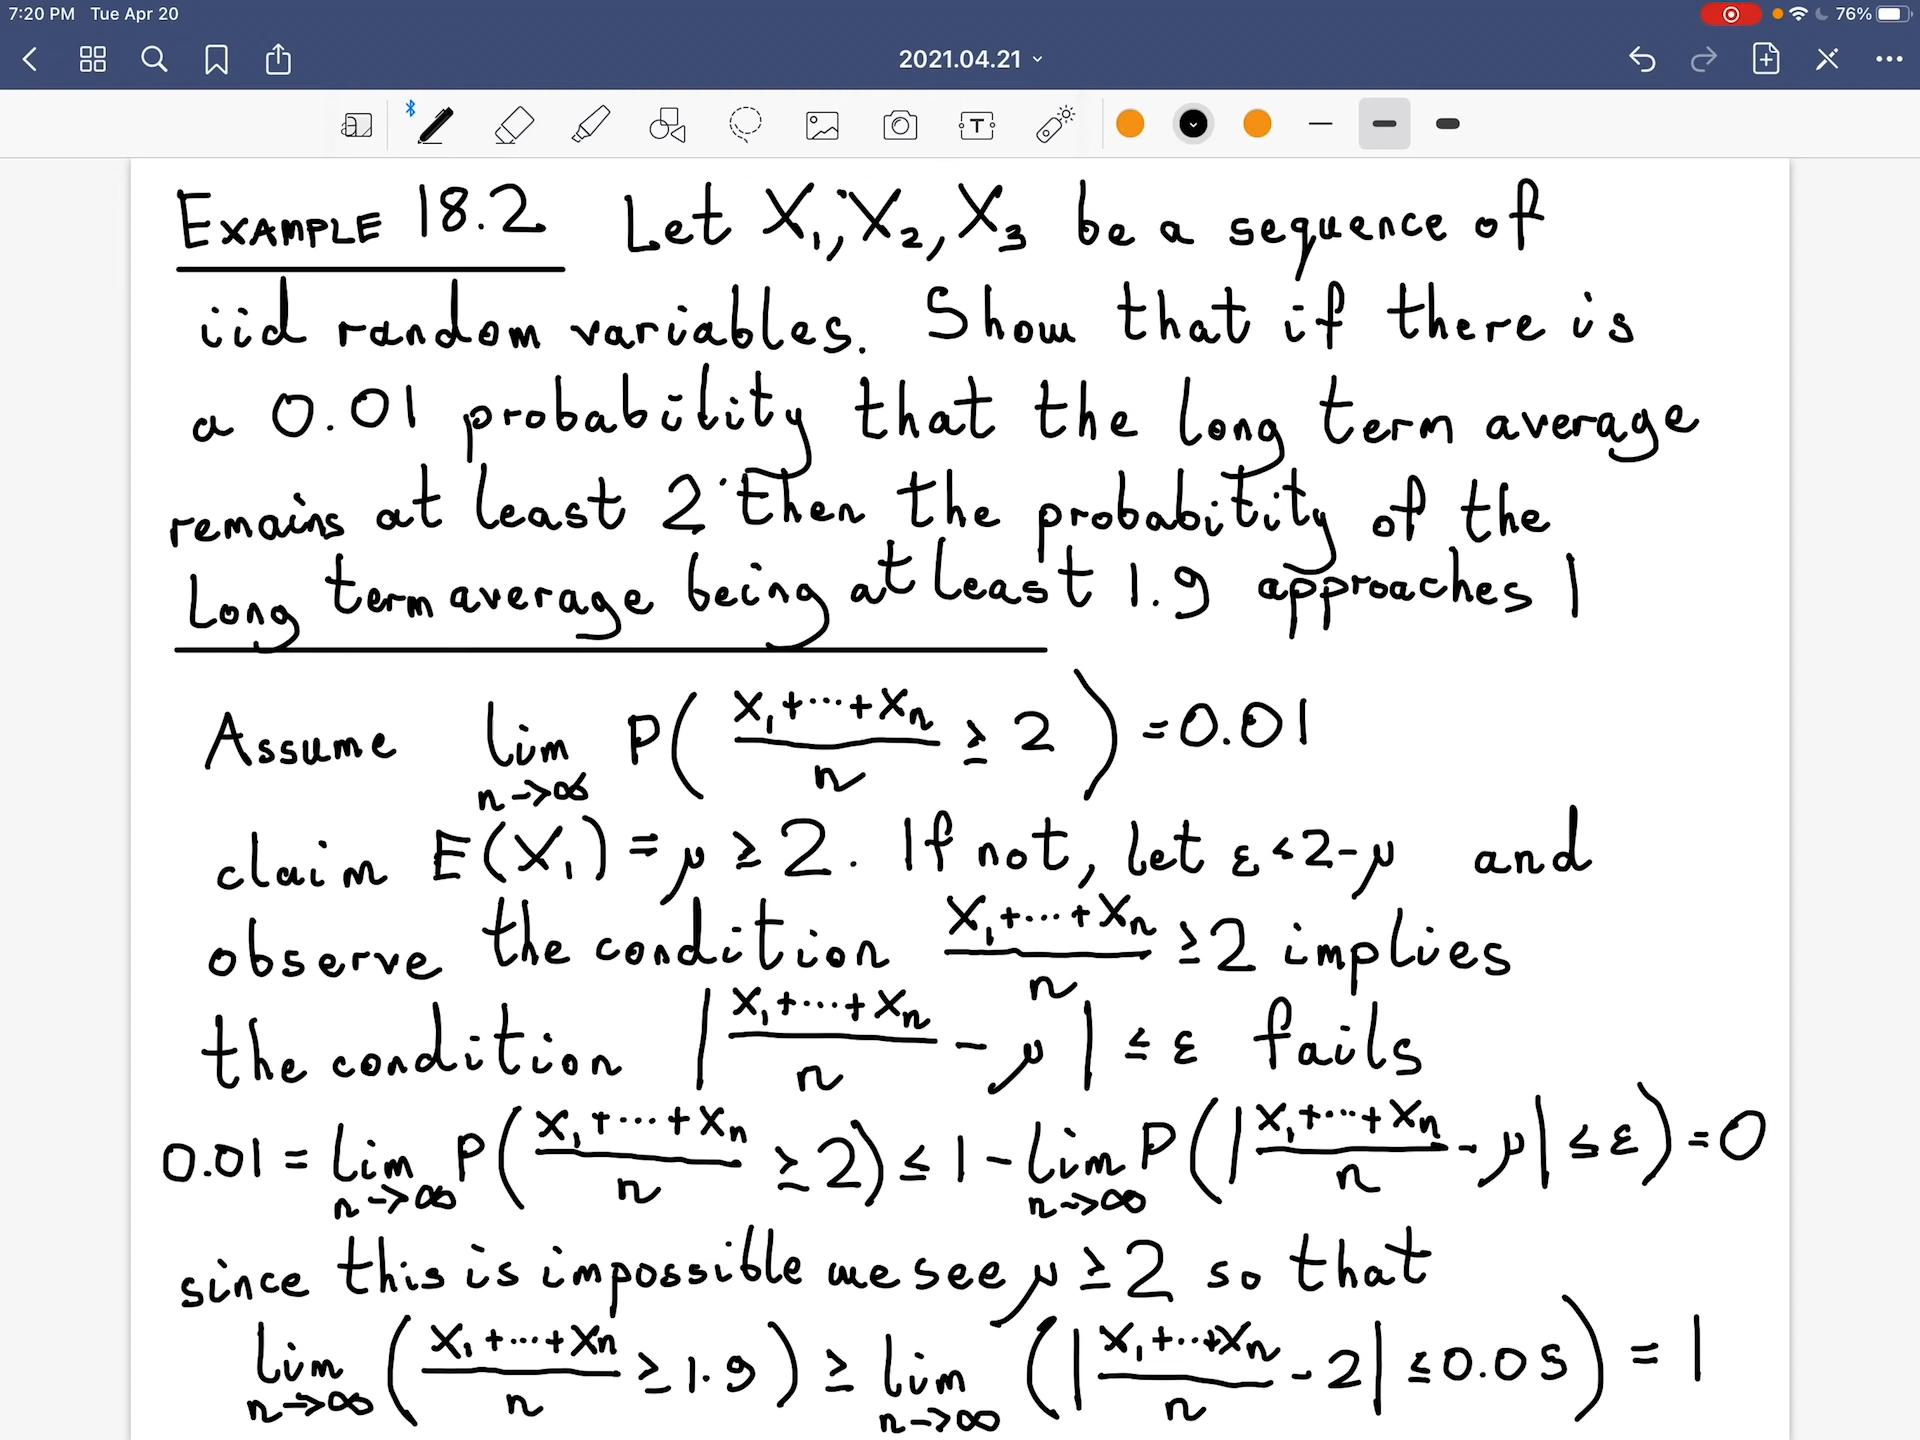 7:20 PM Tue Apr 20
76%
2021.04.21
T
EXAMPLE 18.2 Let X₁, X₂, X₃ be a sequence of
iid random variables. Show that if there is
a 0.01 probability that the long term average
remains at least 2 then the probability of the
long term average being at least 1.9 approaches 1
Assume lim n→∞ P( (X₁+⋯+Xₙ)/n ≥ 2 ) = 0.01
claim E(X₁) = μ ≥ 2. If not, let ε < 2-μ and
observe the condition (X₁+⋯+Xₙ)/n ≥ 2 implies
the condition | (X₁+⋯+Xₙ)/n - μ | ≤ ε fails
0.01 = lim n→∞ P( (X₁+⋯+Xₙ)/n ≥ 2 ) ≤ 1 - lim n→∞ P( | (X₁+⋯+Xₙ)/n - μ | ≤ ε ) = 0
since this is impossible we see μ ≥ 2 so that
lim n→∞ ( (X₁+⋯+Xₙ)/n ≥ 1.9 ) ≥ lim n→∞ ( | (X₁+⋯+Xₙ)/n - 2 | ≤ 0.05 ) = 1